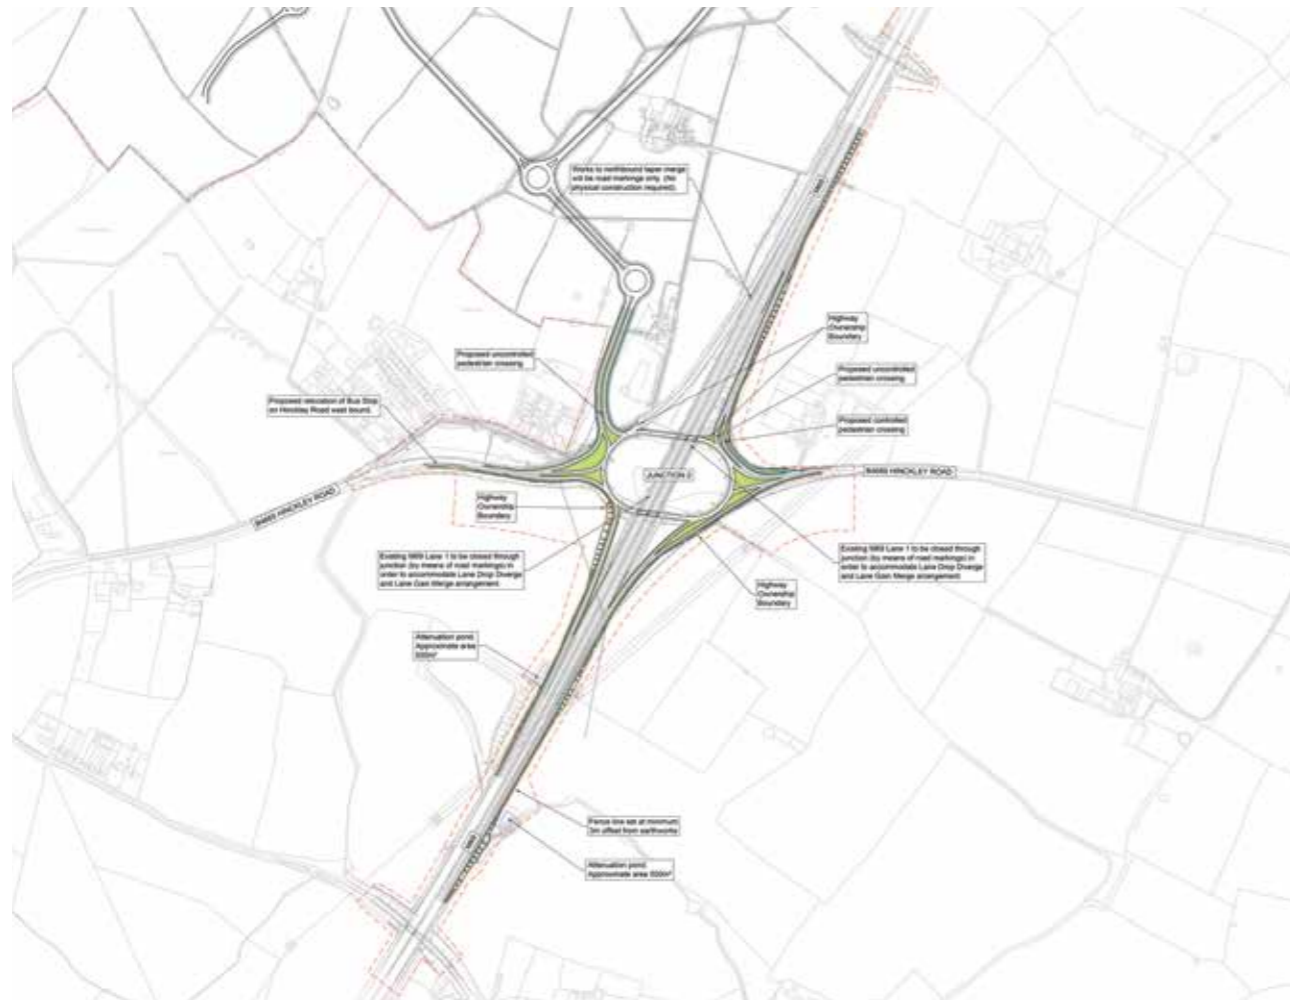 Works to northbound taper merge
will be road markings only. (No
physical construction required).
M69
Highway
Ownership
Boundary
Proposed uncontrolled
pedestrian crossing
Proposed uncontrolled
pedestrian crossing
Proposed relocation of Bus Stop
on Hinckley Road west bound.
Proposed controlled
pedestrian crossing
JUNCTION 2
B4669 HINCKLEY ROAD
B4669 HINCKLEY ROAD
Highway
Ownership
Boundary
Existing M69 Lane 1 to be closed through
junction (by means of road markings) in
order to accommodate Lane Drop Diverge
and Lane Gain Merge arrangement.
Existing M69 Lane 1 to be closed through
junction (by means of road markings) in
order to accommodate Lane Drop Diverge
and Lane Gain Merge arrangement.
Highway
Ownership
Boundary
Attenuation pond.
Approximate area
Fence line set at minimum
3m offset from earthworks
M69
Attenuation pond.
Approximate area